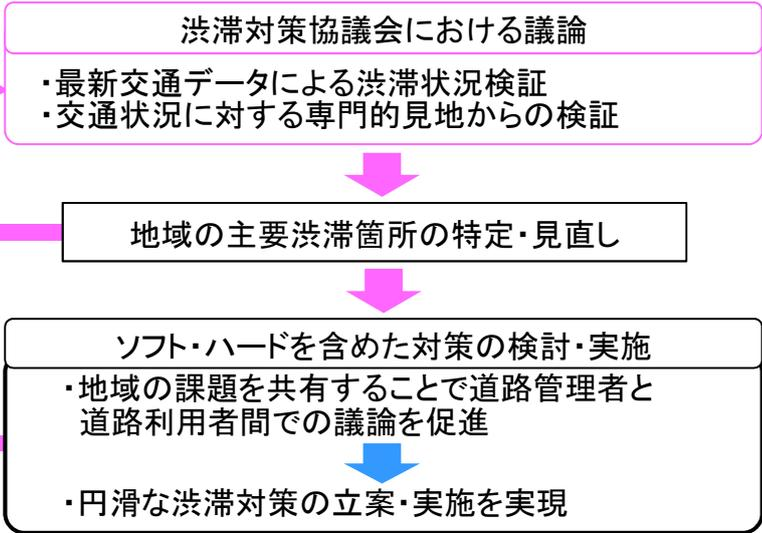 渋滞対策協議会における議論
・最新交通データによる渋滞状況検証
・交通状況に対する専門的見地からの検証
地域の主要渋滞箇所の特定・見直し
ソフト・ハードを含めた対策の検討・実施
・地域の課題を共有することで道路管理者と
道路利用者間での議論を促進
・円滑な渋滞対策の立案・実施を実現